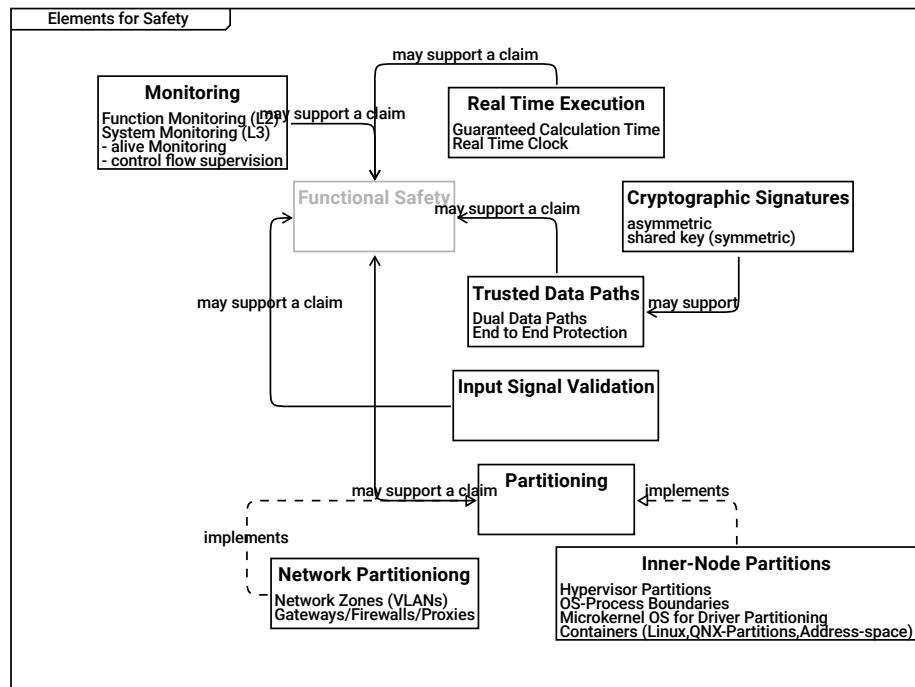 Elements for Safety
may support a claim
Monitoring
Function Monitoring (L2)
System Monitoring (L3)
- alive Monitoring
- control flow supervision
may support a claim
Real Time Execution
Guaranteed Calculation Time
Real Time Clock
Functional Safety
may support a claim
Cryptographic Signatures
asymmetric
shared key (symmetric)
may support a claim
Trusted Data Paths
Dual Data Paths
End to End Protection
may support
Input Signal Validation
may support a claim
Partitioning
implements
implements
Network Partitioniong
Network Zones (VLANs)
Gateways/Firewalls/Proxies
Inner-Node Partitions
Hypervisor Partitions
OS-Process Boundaries
Microkernel OS for Driver Partitioning
Containers (Linux,QNX-Partitions,Address-space)